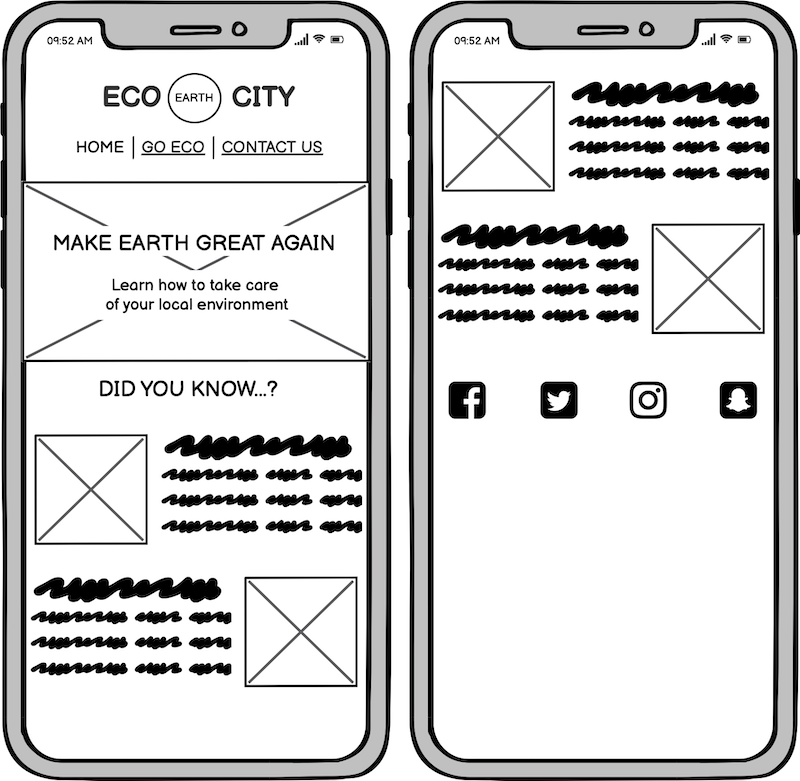 09:52 AM
ECO EARTH CITY
HOME | GO ECO | CONTACT US
MAKE EARTH GREAT AGAIN
Learn how to take care
of your local environment
DID YOU KNOW...?
09:52 AM